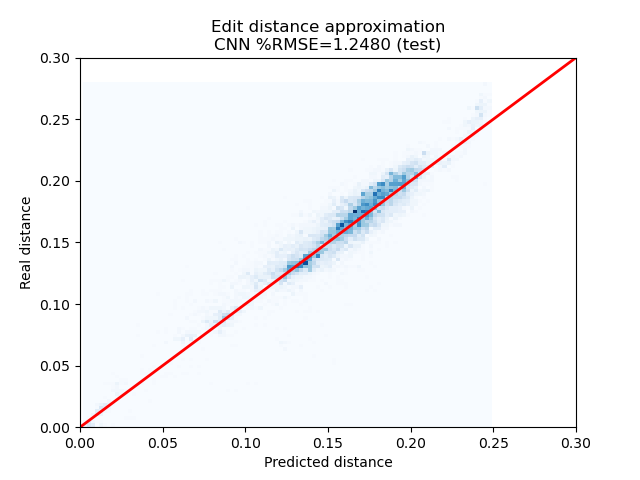 Edit distance approximation
CNN %RMSE=1.2480 (test)
0.30
0.25
0.20
0.15
0.10
0.05
0.00
Real distance
0.00 0.05 0.10 0.15 0.20 0.25 0.30
Predicted distance